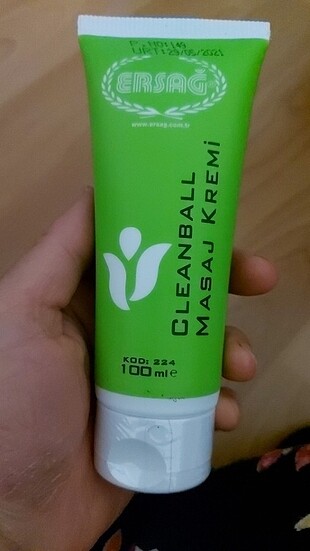 ERSAĞ
www.ersag.com.tr
CLEANBALL
MASAJ KREMİ
KOD: 224
100 ml e